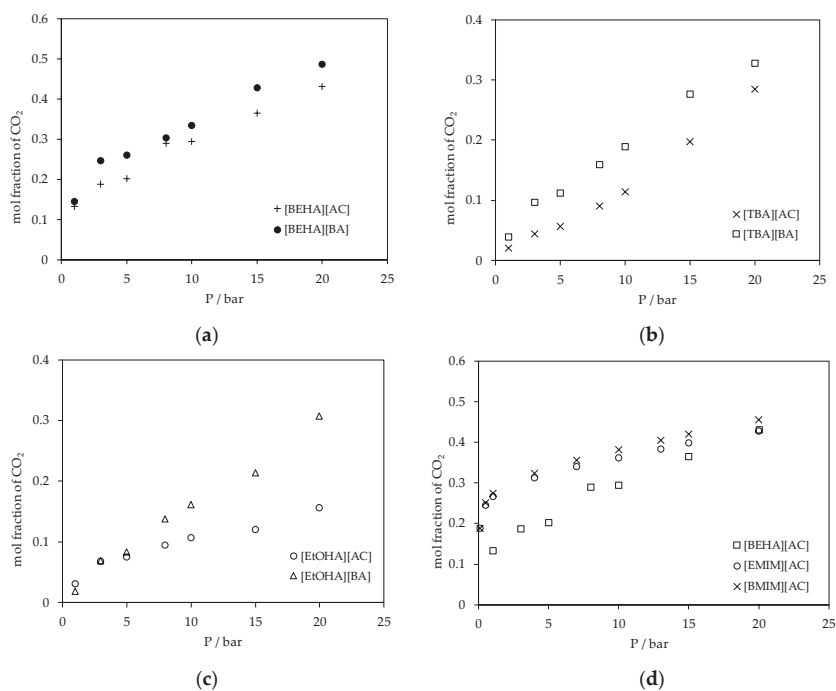 0.6
0.5
0.4
0.3
0.2
0.1
0
mol fraction of CO₂
0 5 10 15 20 25
P / bar
[BEHA][AC]
[BEHA][BA]
(a)
0.4
0.3
0.2
0.1
0
mol fraction of CO₂
0 5 10 15 20 25
P / bar
[TBA][AC]
[TBA][BA]
(b)
0.4
0.3
0.2
0.1
0
mol fraction of CO₂
0 5 10 15 20 25
P / bar
[EtOHA][AC]
[EtOHA][BA]
(c)
0.6
0.5
0.4
0.3
0.2
0.1
0
mol fraction of CO₂
0 5 10 15 20 25
P / bar
[BEHA][AC]
[EMIM][AC]
[BMIM][AC]
(d)